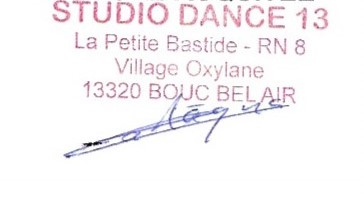 STUDIO DANCE 13
La Petite Bastide - RN 8
Village Oxylane
13320 BOUC BEL AIR